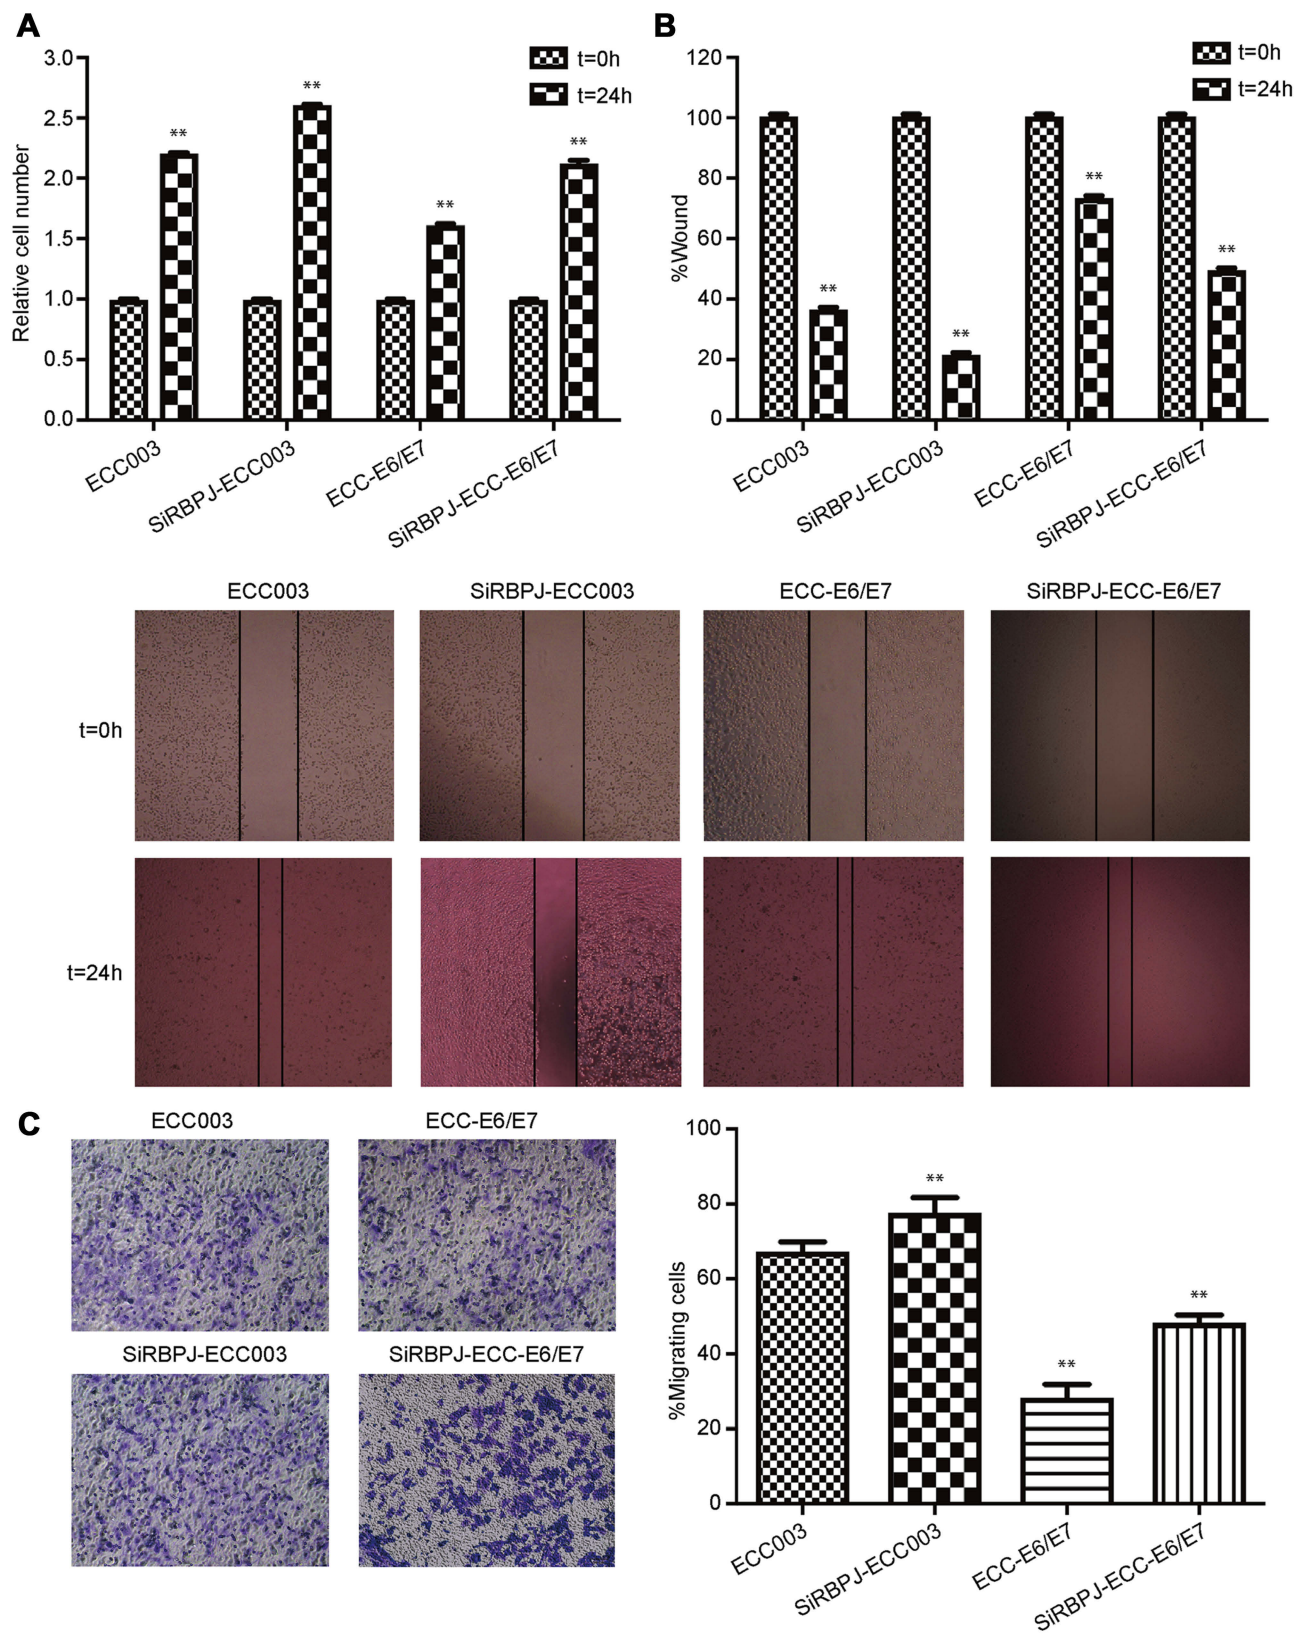 A
3.0
2.5
2.0
1.5
1.0
0.5
0.0
Relative cell number
t=0h
t=24h
**
**
**
**
ECC003
SiRBPJ-ECC003
ECC-E6/E7
SiRBPJ-ECC-E6/E7
B
120
100
80
60
40
20
0
%Wound
t=0h
t=24h
**
**
**
**
ECC003
SiRBPJ-ECC003
ECC-E6/E7
SiRBPJ-ECC-E6/E7
ECC003 SiRBPJ-ECC003 ECC-E6/E7 SiRBPJ-ECC-E6/E7
t=0h
t=24h
C
ECC003 ECC-E6/E7
SiRBPJ-ECC003 SiRBPJ-ECC-E6/E7
100
80
60
40
20
0
%Migrating cells
**
**
**
ECC003
SiRBPJ-ECC003
ECC-E6/E7
SiRBPJ-ECC-E6/E7